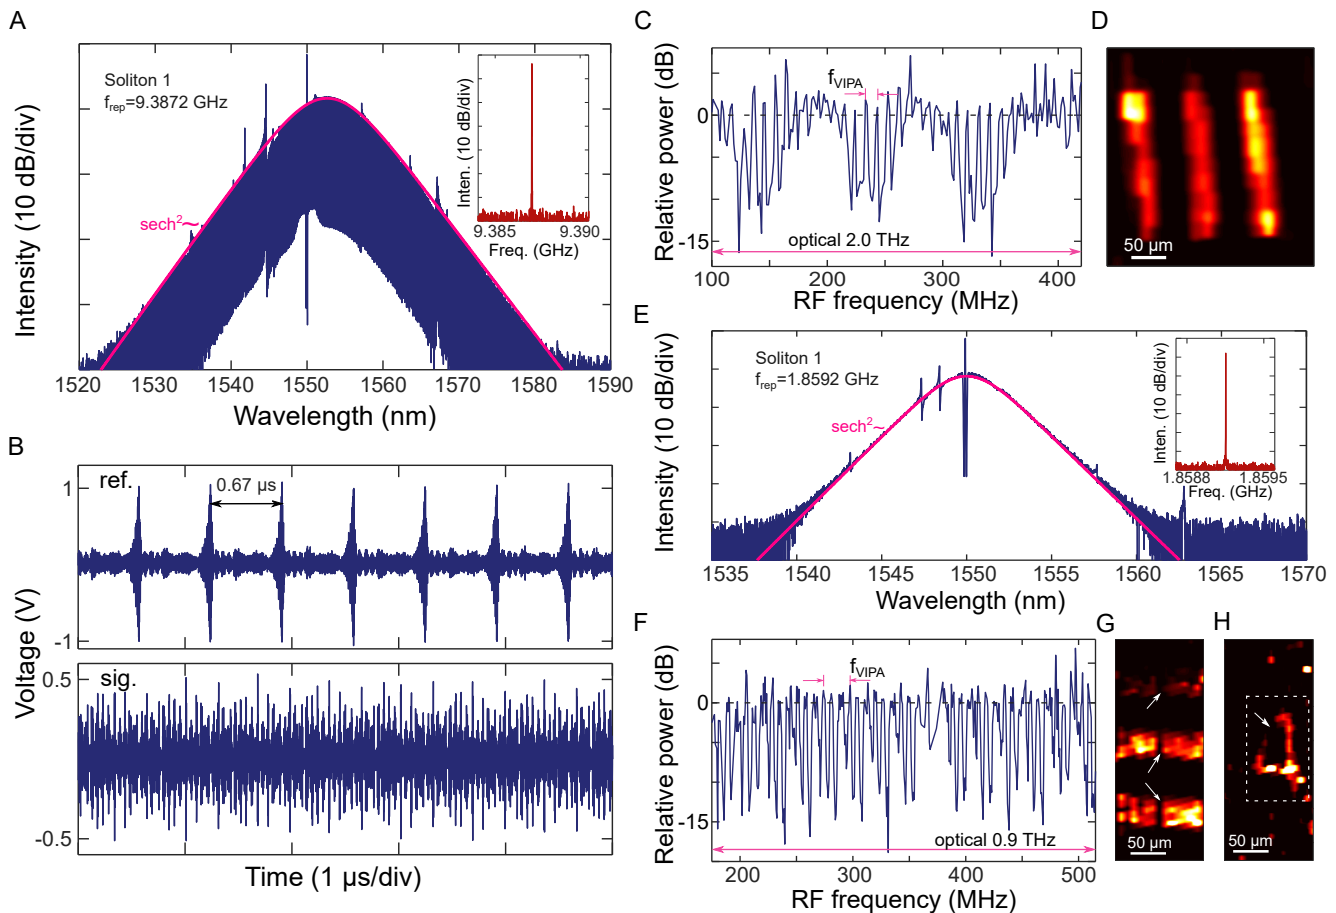 A
Intensity (10 dB/div)
Soliton 1
f_rep=9.3872 GHz
sech²~
Inten. (10 dB/div)
9.385 9.390
Freq. (GHz)
1520 1530 1540 1550 1560 1570 1580 1590
Wavelength (nm)
B
Voltage (V)
ref.
0.67 µs
1
-1
sig.
0.5
-0.5
Time (1 µs/div)
C
Relative power (dB)
f_VIPA
0
-15
optical 2.0 THz
100 200 300 400
RF frequency (MHz)
D
50 µm
E
Intensity (10 dB/div)
Soliton 1
f_rep=1.8592 GHz
sech²~
Inten. (10 dB/div)
1.8588 1.8595
Freq. (GHz)
1535 1540 1545 1550 1555 1560 1565 1570
Wavelength (nm)
F
Relative power (dB)
f_VIPA
0
-15
optical 0.9 THz
200 300 400 500
RF frequency (MHz)
G
50 µm
H
50 µm